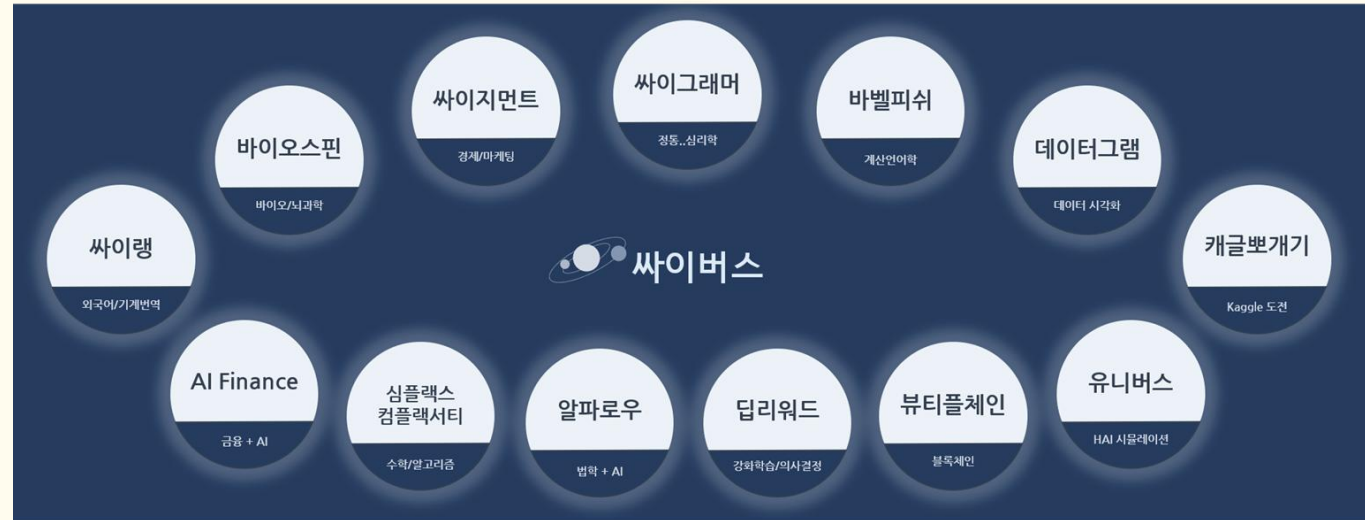 싸이그래머
정통..심리학
싸이지먼트
경제/마케팅
바벨피쉬
계산언어학
바이오스핀
바이오/뇌과학
데이터그램
데이터 시각화
싸이랭
외국어/기계번역
캐글뽀개기
Kaggle 도전
싸이버스
AI Finance
금융 + AI
심플랙스
컴플랙서티
수학/알고리즘
알파로우
법학 + AI
딥리워드
강화학습/의사결정
뷰티플체인
블록체인
유니버스
HAI 시뮬레이션